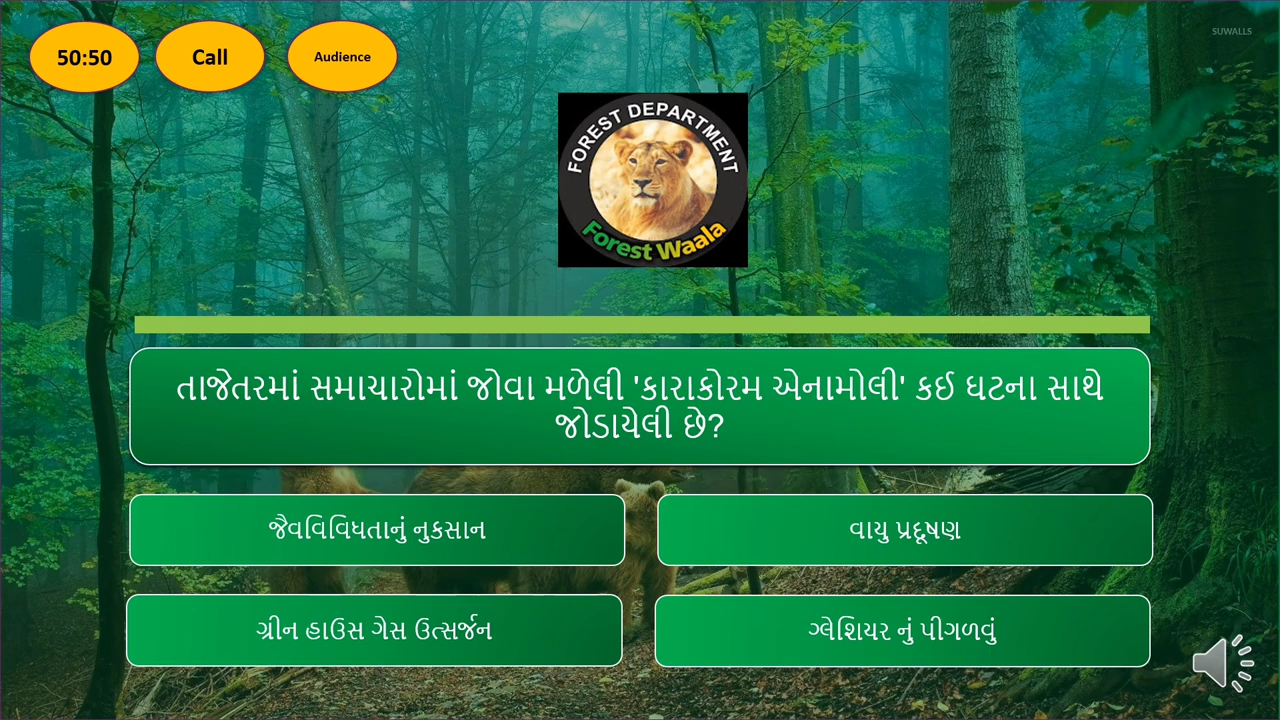 50:50
Call
Audience
SUWALLS
FOREST DEPARTMENT
Forest Waala
તાજેતરમાં સમાચારોમાં જોવા મળેલી 'કારાકોરમ એનામોલી' કઈ ઘટના સાથે
જોડાયેલી છે?
જૈવવિવિધતાનું નુકસાન
વાયુ પ્રદૂષણ
ગ્રીન હાઉસ ગેસ ઉત્સર્જન
ગ્લેશિયર નું પીગળવું